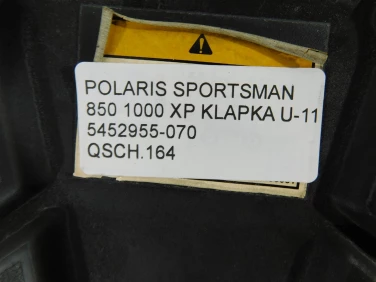 POLARIS SPORTSMAN
850 1000 XP KLAPKA U-11
5452955-070
QSCH.164